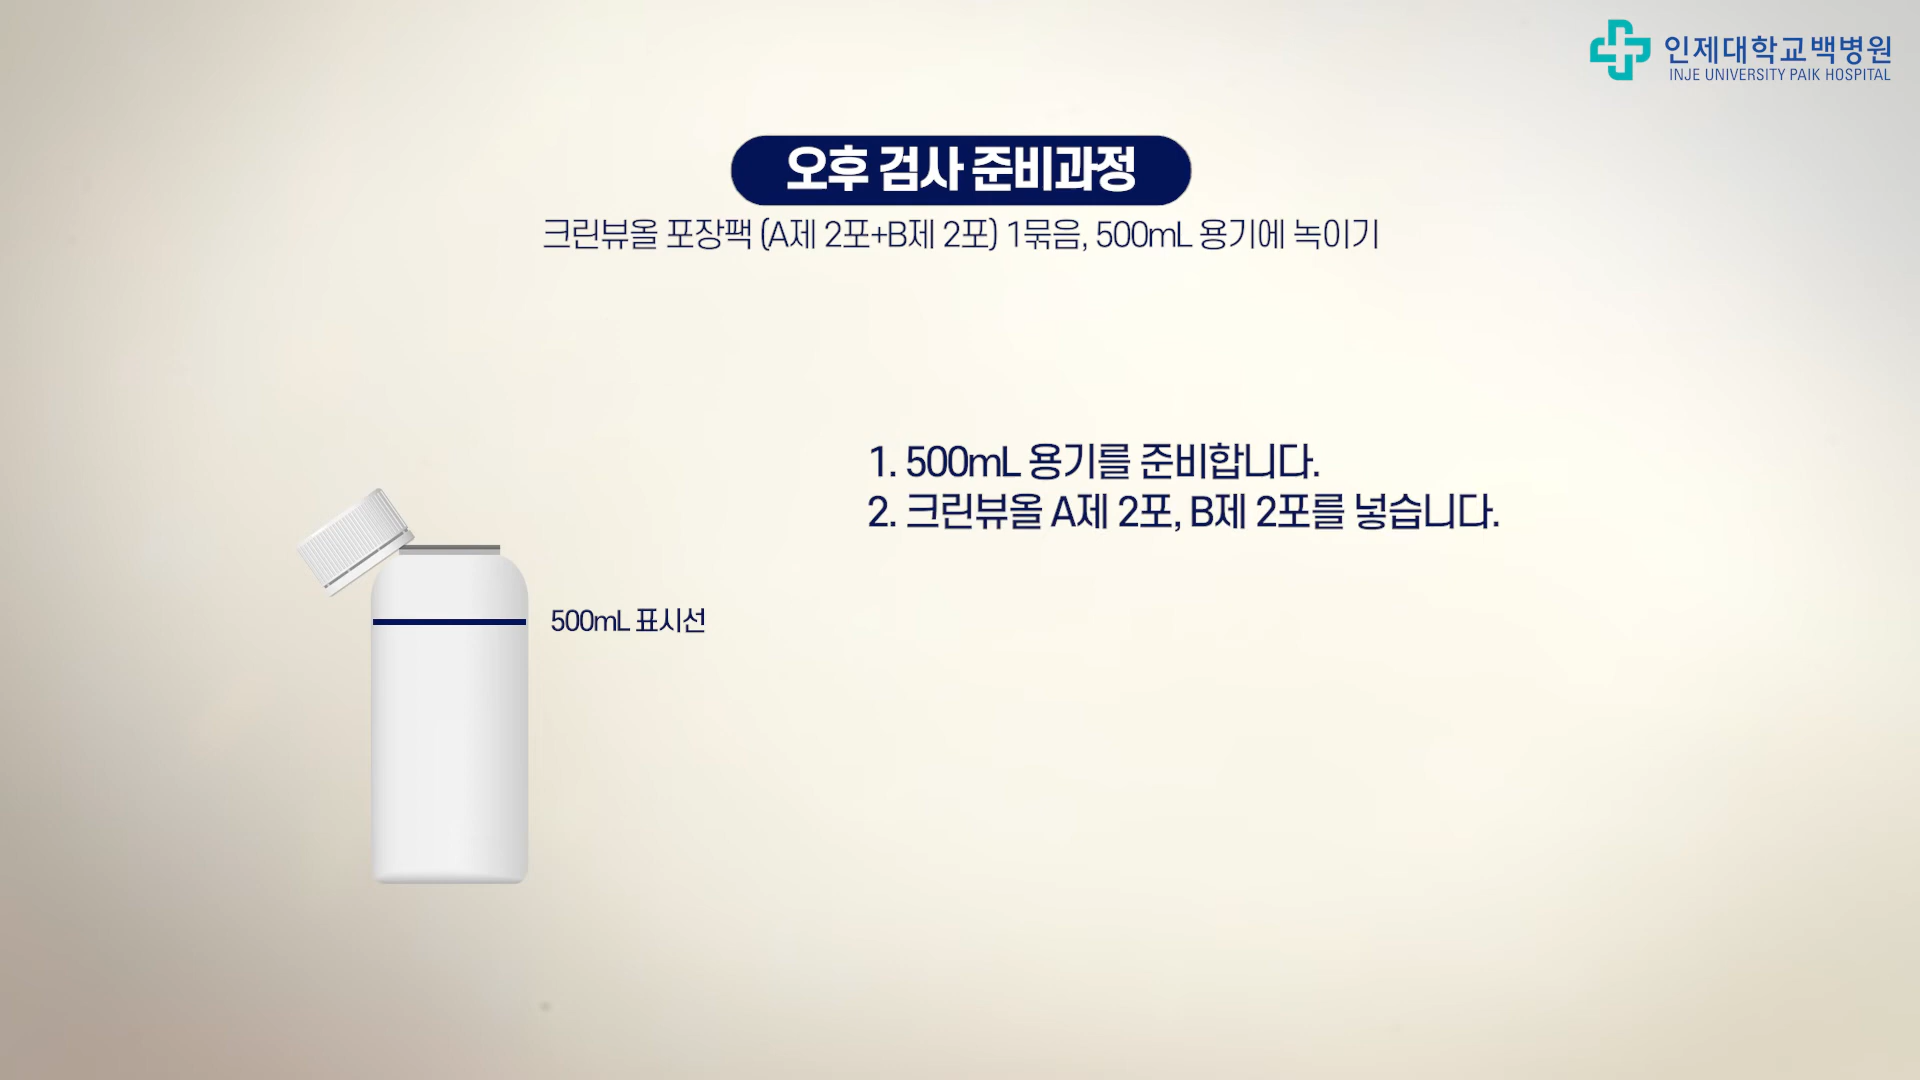 인제대학교백병원
INJE UNIVERSITY PAIK HOSPITAL
오후 검사 준비과정
크린뷰올 포장팩 (A제 2포+B제 2포) 1묶음, 500mL 용기에 녹이기
1. 500mL 용기를 준비합니다.
2. 크린뷰올 A제 2포, B제 2포를 넣습니다.
500mL 표시선